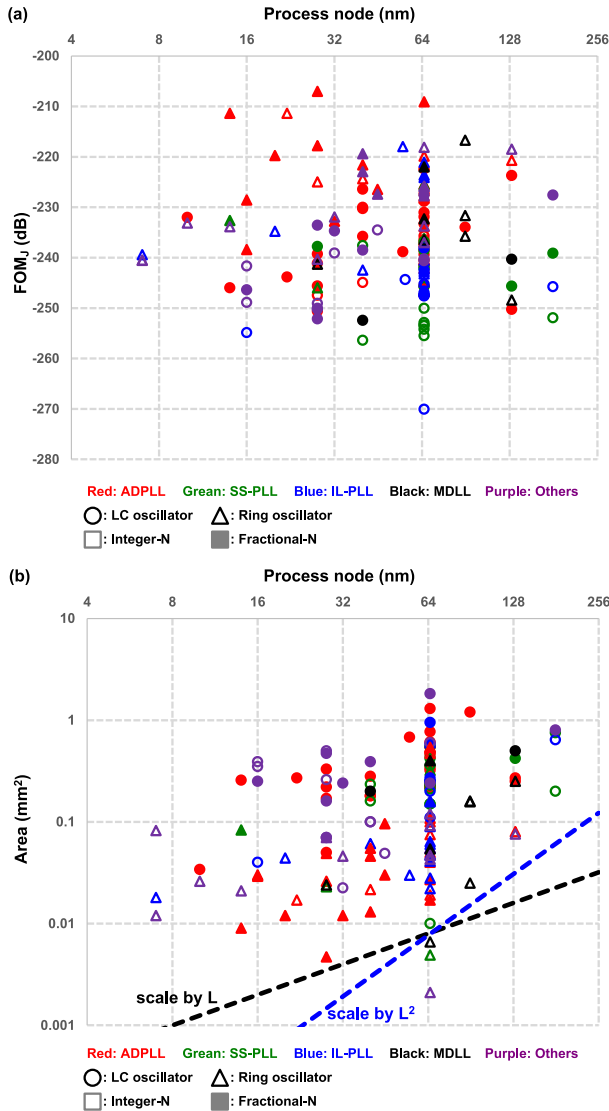 (a)
Process node (nm)
4 8 16 32 64 128 256
-200
-210
-220
-230
-240
-250
-260
-270
-280
FOMJ (dB)
Red: ADPLL Grean: SS-PLL Blue: IL-PLL Black: MDLL Purple: Others
: LC oscillator : Ring oscillator
: Integer-N : Fractional-N
(b)
Process node (nm)
4 8 16 32 64 128 256
10
1
0.1
0.01
0.001
Area (mm²)
scale by L
scale by L²
Red: ADPLL Green: SS-PLL Blue: IL-PLL Black: MDLL Purple: Others
: LC oscillator : Ring oscillator
: Integer-N : Fractional-N